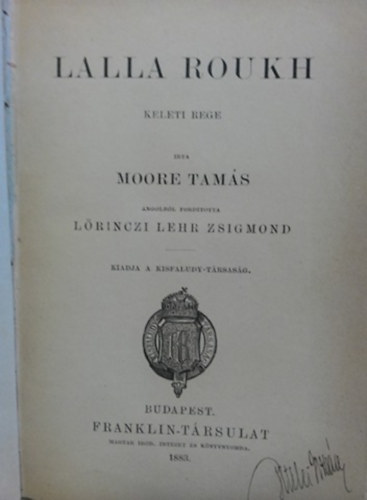 LALLA ROUKH
KELETI REGE
IRTA
MOORE TAMÁS
ANGOLBÓL FORDITOTTA
LŐRINCZI LEHR ZSIGMOND
KIADJA A KISFALUDY-TÁRSASÁG.
BUDAPEST.
FRANKLIN-TÁRSULAT
MAGYAR IROD. INTÉZET ÉS KÖNYVNYOMDA.
1883.